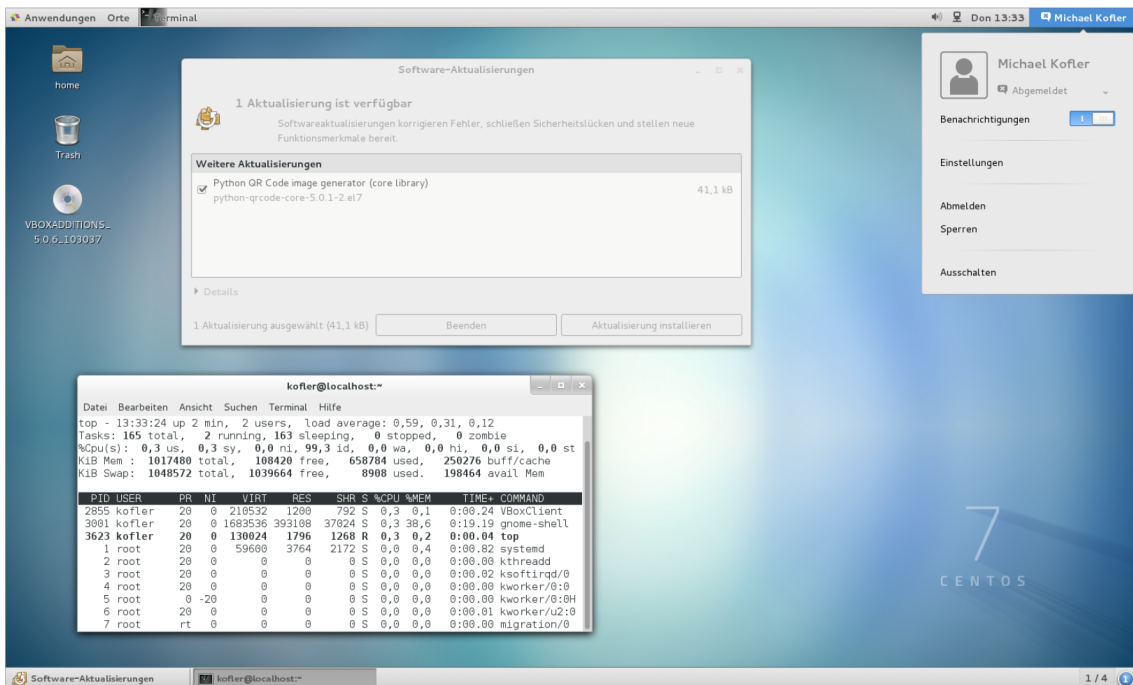 Anwendungen Orte Terminal Don 13:33 Michael Kofler
home
Trash
VBOXADDITIONS_
5.0.6_103037
Software-Aktualisierungen
1 Aktualisierung ist verfügbar
Softwareaktualisierungen korrigieren Fehler, schließen Sicherheitslücken und stellen neue
Funktionsmerkmale bereit.
Weitere Aktualisierungen
Python QR Code image generator (core library)
python-qrcode-core-5.0.1-2.el7 41,1 kB
Details
1 Aktualisierung ausgewählt (41,1 kB) Beenden Aktualisierung installieren
Michael Kofler
Abgemeldet
Benachrichtigungen
Einstellungen
Abmelden
Sperren
Ausschalten
kofler@localhost:~
Datei Bearbeiten Ansicht Suchen Terminal Hilfe
top - 13:33:24 up 2 min, 2 users, load average: 0,59, 0,31, 0,12
Tasks: 165 total, 2 running, 163 sleeping, 0 stopped, 0 zombie
%Cpu(s): 0,3 us, 0,3 sy, 0,0 ni, 99,3 id, 0,0 wa, 0,0 hi, 0,0 si, 0,0 st
KiB Mem : 1017480 total, 108420 free, 658784 used, 250276 buff/cache
KiB Swap: 1048572 total, 1039664 free, 8908 used. 198464 avail Mem
PID USER PR NI VIRT RES SHR S %CPU %MEM TIME+ COMMAND
2855 kofler 20 0 210532 1200 792 S 0,3 0,1 0:00.24 VBoxClient
3001 kofler 20 0 1683536 393108 37024 S 0,3 38,6 0:19.19 gnome-shell
3623 kofler 20 0 130024 1796 1268 R 0,3 0,2 0:00.04 top
1 root 20 0 59600 3764 2172 S 0,0 0,4 0:00.82 systemd
2 root 20 0 0 0 0 S 0,0 0,0 0:00.00 kthreadd
3 root 20 0 0 0 0 S 0,0 0,0 0:00.02 ksoftirqd/0
4 root 20 0 0 0 0 S 0,0 0,0 0:00.00 kworker/0:0
5 root 0 -20 0 0 0 S 0,0 0,0 0:00.00 kworker/0:0H
6 root 20 0 0 0 0 S 0,0 0,0 0:00.01 kworker/u2:0
7 root rt 0 0 0 0 S 0,0 0,0 0:00.00 migration/0
7
CENTOS
Software-Aktualisierungen kofler@localhost:~ 1 / 4 1